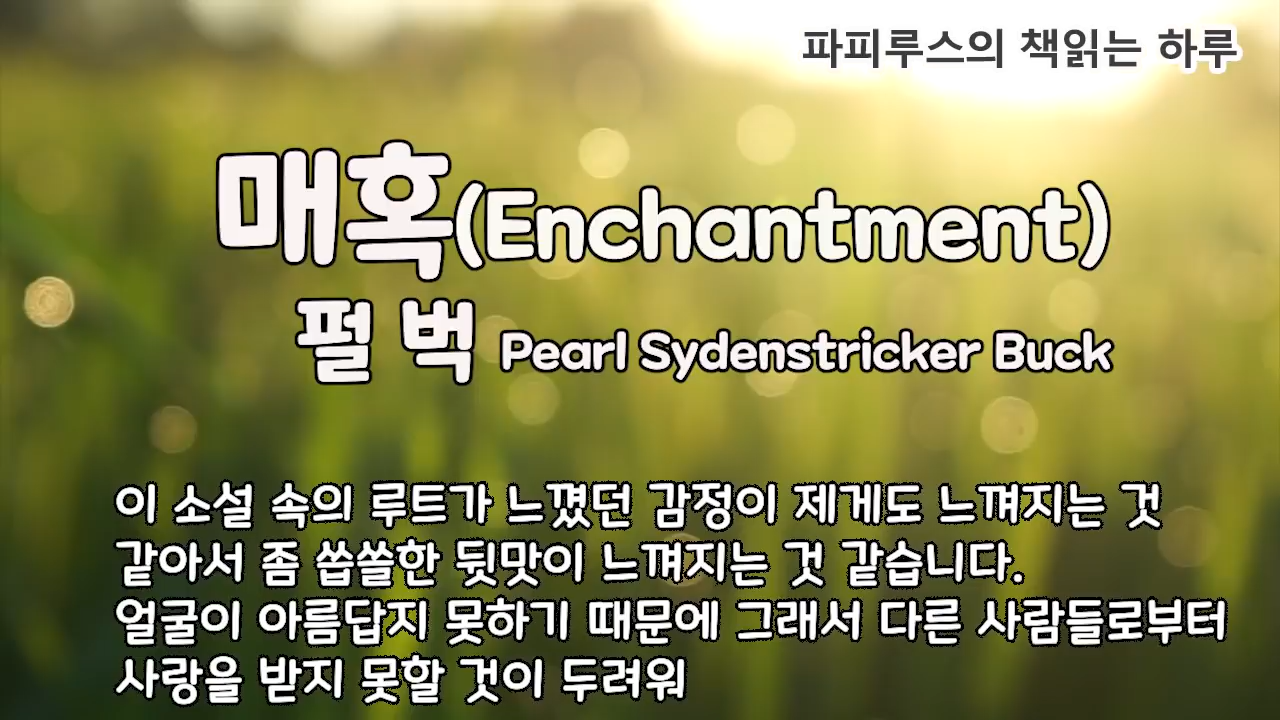 파피루스의 책읽는 하루
매혹(Enchantment)
펄 벅 Pearl Sydenstricker Buck
이 소설 속의 루트가 느꼈던 감정이 제게도 느껴지는 것
같아서 좀 씁쓸한 뒷맛이 느껴지는 것 같습니다.
얼굴이 아름답지 못하기 때문에 그래서 다른 사람들로부터
사랑을 받지 못할 것이 두려워